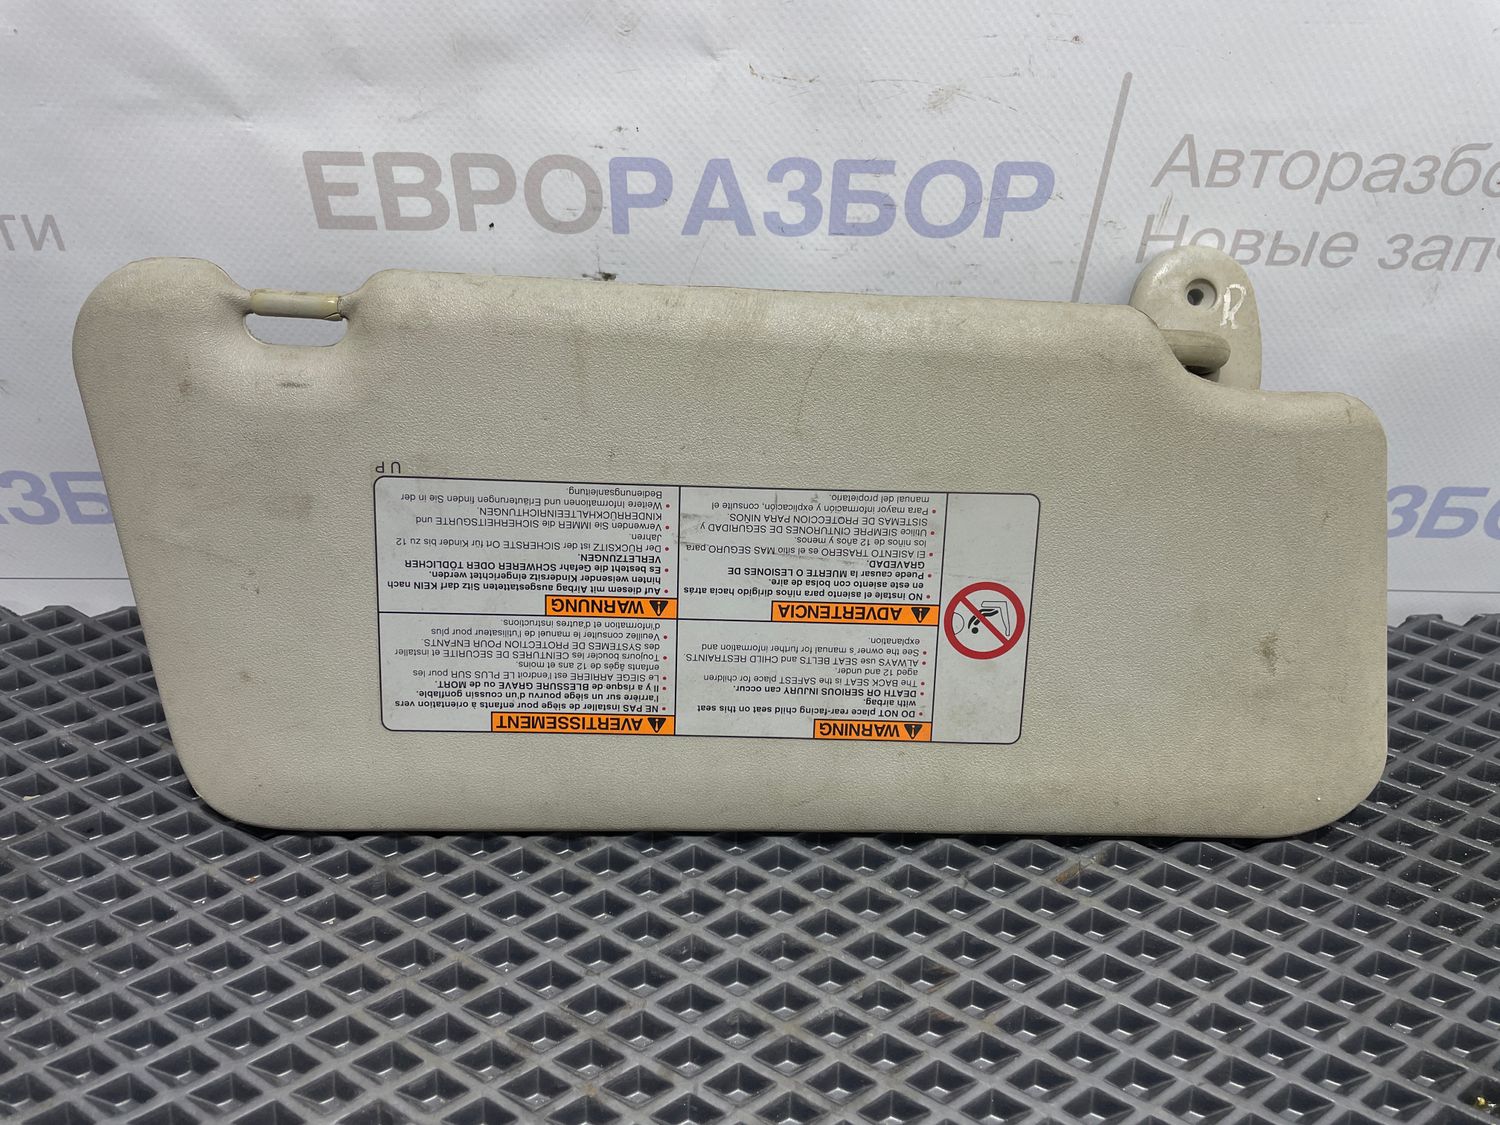 ЕВРОРАЗБОР
Авторазбо
Новые запч
ти
АЗБ
ЗБО
R
UP
WARNING
• DO NOT place rear-facing child seat on this seat
with airbag.
• DEATH OR SERIOUS INJURY can occur.
• The BACK SEAT is the SAFEST place for children
aged 12 and under.
• ALWAYS use SEAT BELTS and CHILD RESTRAINTS
• See the owner's manual for further information and
explanation.
AVERTISSEMENT
• NE PAS installer de siège pour enfants à orientation vers
l'arrière sur un siège pourvu d'un coussin gonflable.
• Il y a risque de BLESSURE GRAVE ou de MORT.
• Le SIEGE ARRIERE est l'endroit LE PLUS SUR pour les
enfants âgés de 12 ans et moins.
• Toujours boucler les CEINTURES DE SECURITE et installer
des SYSTEMES DE PROTECTION POUR ENFANTS.
• Veuillez consulter le manuel de l'utilisateur pour plus
d'information et d'autres instructions.
ADVERTENCIA
• NO instale el asiento para niños dirigido hacia atrás
en este asiento con bolsa de aire.
• Puede causar la MUERTE O LESIONES DE
GRAVEDAD.
• El ASIENTO TRASERO es el sitio MAS SEGURO para
los niños de 12 años y menos.
• Utilice SIEMPRE CINTURONES DE SEGURIDAD y
SISTEMAS DE PROTECCION PARA NIÑOS.
• Para mayor información y explicación, consulte el
manual del propietario.
WARNUNG
• Auf diesem mit Airbag ausgestatteten Sitz darf KEIN nach
hinten weisender Kindersitz eingerichtet werden.
• Es besteht die Gefahr SCHWERER ODER TÖDLICHER
VERLETZUNGEN.
• Der RÜCKSITZ ist der SICHERSTE Ort für Kinder bis zu 12
Jahren.
• Verwenden Sie IMMER die SICHERHEITSGURTE und
KINDERRÜCKHALTEEINRICHTUNGEN.
• Weitere Informationen und Erläuterungen finden Sie in der
Bedienungsanleitung.